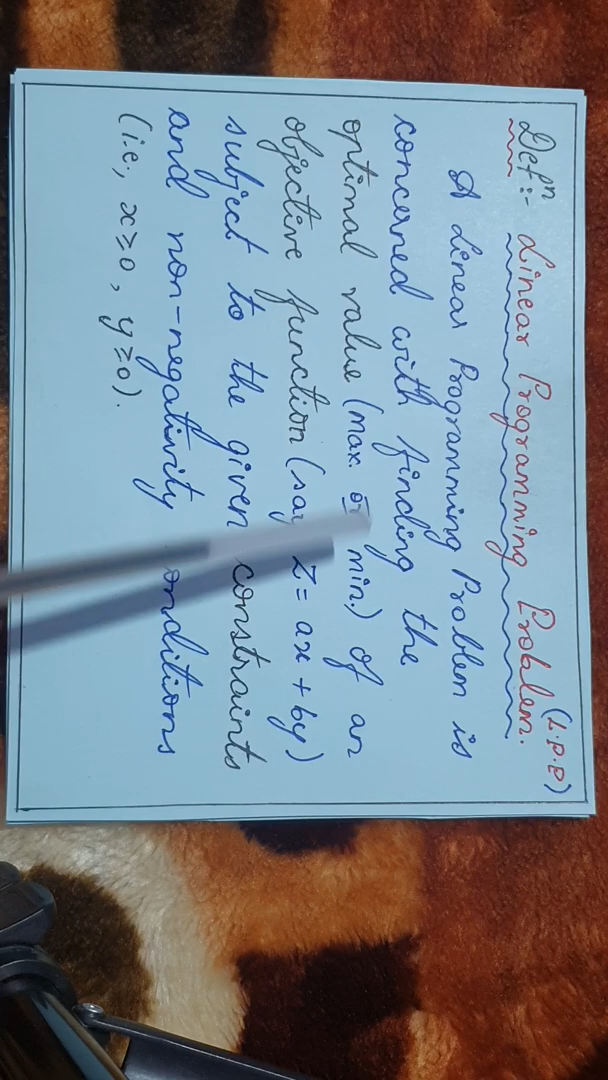 Defⁿ:- Linear Programming Problem. (L.P.P)
A Linear Programming Problem is
concerned with finding the
optimal value (max. or min.) of an
objective function (say Z = ax + by)
subject to the given constraints
and non-negativity conditions
(i.e., x≥0, y≥0).